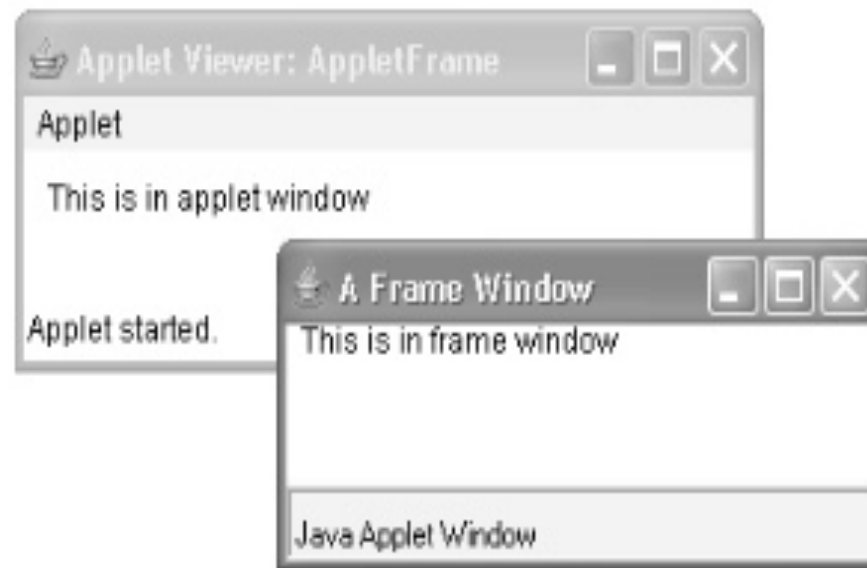 Applet Viewer: AppletFrame
Applet
This is in applet window
Applet started.
A Frame Window
This is in frame window
Java Applet Window